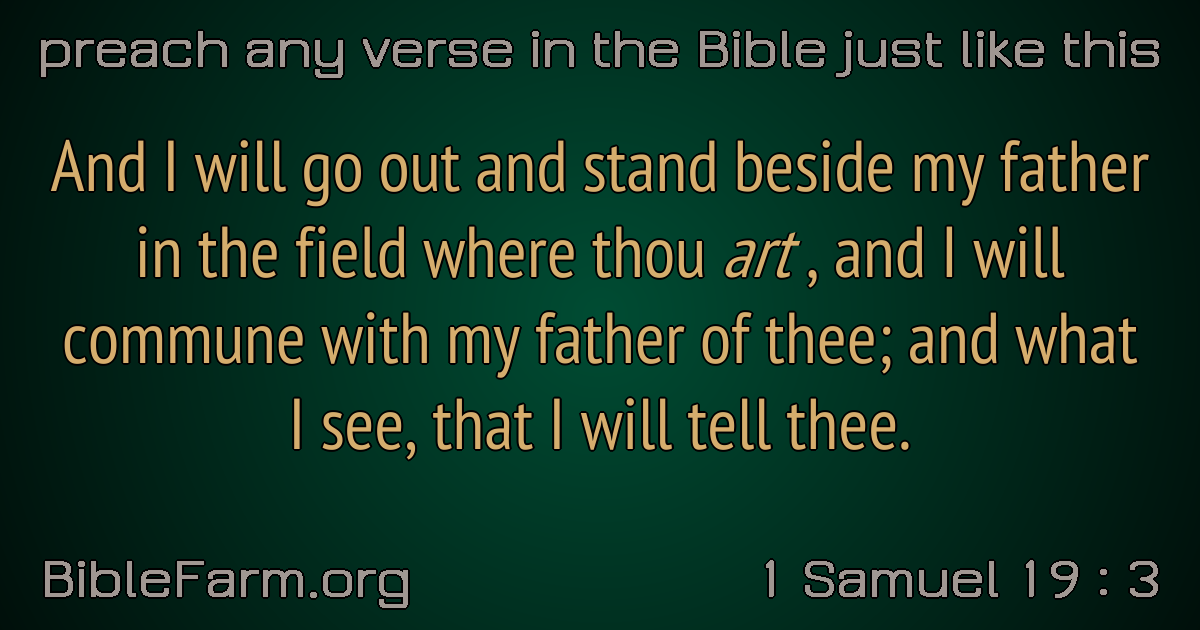 preach any verse in the Bible just like this
And I will go out and stand beside my father
in the field where thou art , and I will
commune with my father of thee; and what
I see, that I will tell thee.
BibleFarm.org
1 Samuel 19 : 3